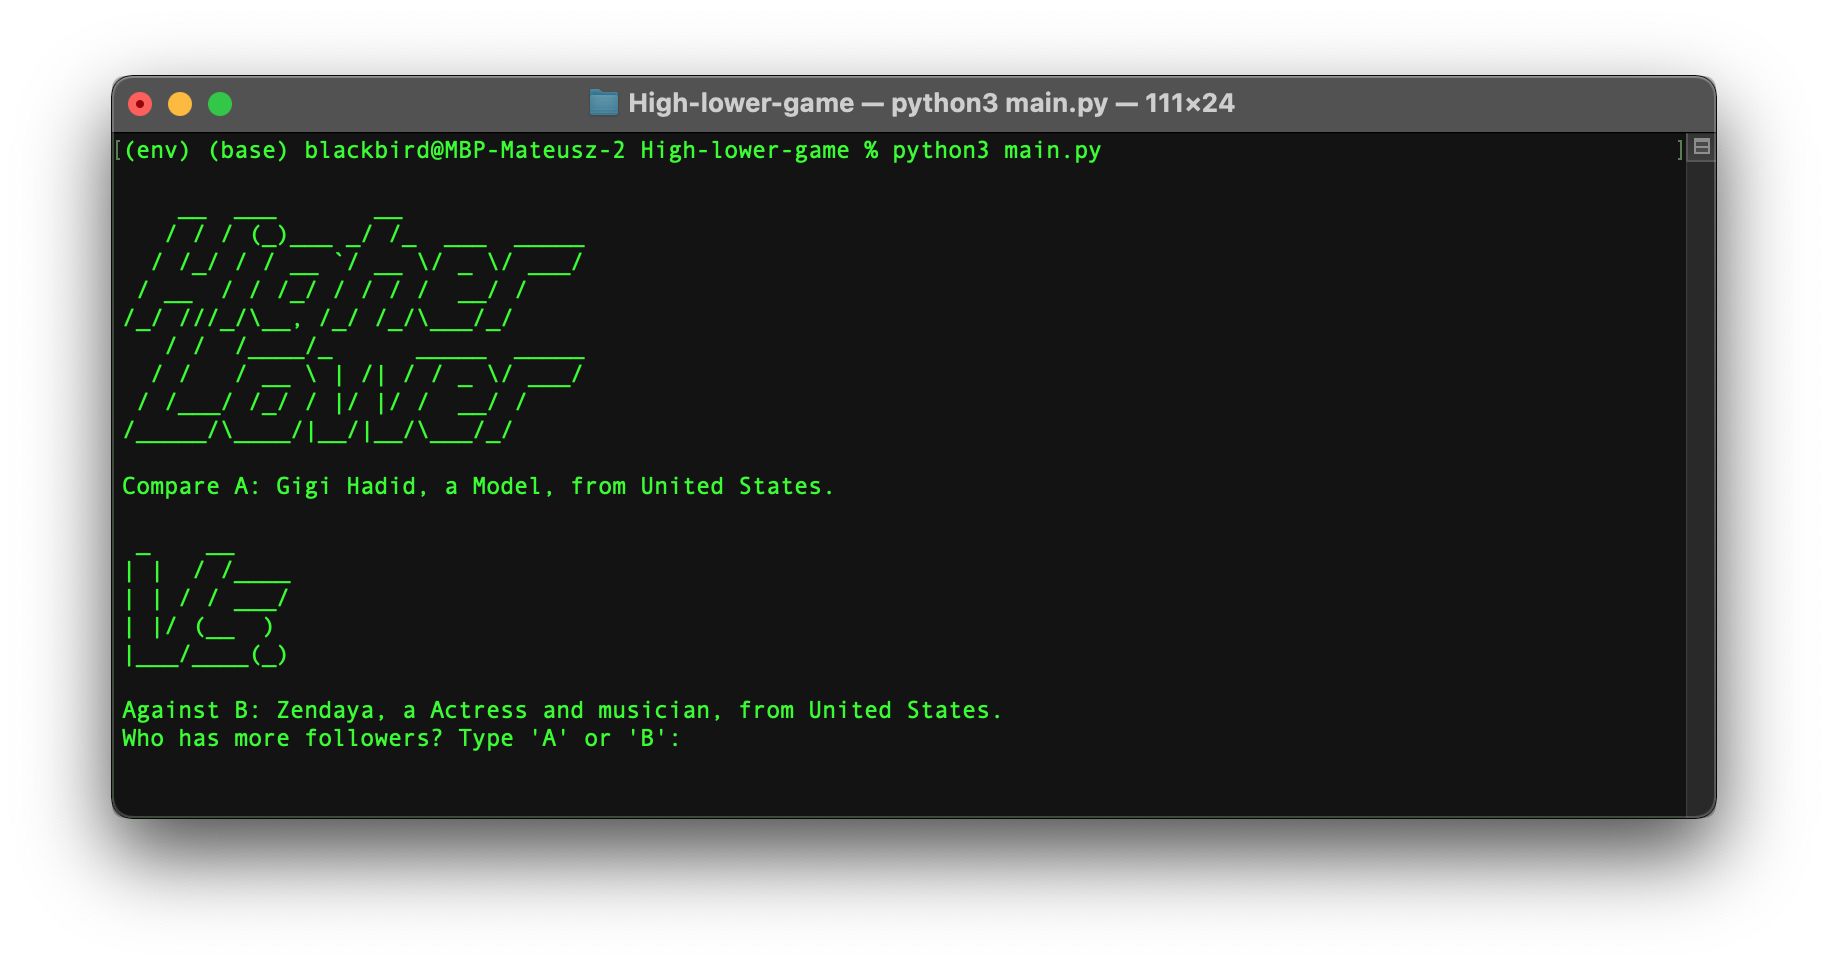 High-lower-game — python3 main.py — 111×24
[(env) (base) blackbird@MBP-Mateusz-2 High-lower-game % python3 main.py ]
    __  ____       __
   / / / (_)___ _/ /_  ___  _____
  / /_/ / / __ `/ __ \/ _ \/ ___/
 / __  / / /_/ / / / /  __/ /
/_/ ///_/\__, /_/ /_/\___/_/
   / /  /____/_      _____  _____
  / /   / __ \ | /| / / _ \/ ___/
 / /___/ /_/ / |/ |/ /  __/ /
/_____/\____/|__/|__/\___/_/
Compare A: Gigi Hadid, a Model, from United States.
 _    __
| |  / /____
| | / / ___/
| |/ (__  )
|___/____(_)
Against B: Zendaya, a Actress and musician, from United States.
Who has more followers? Type 'A' or 'B':